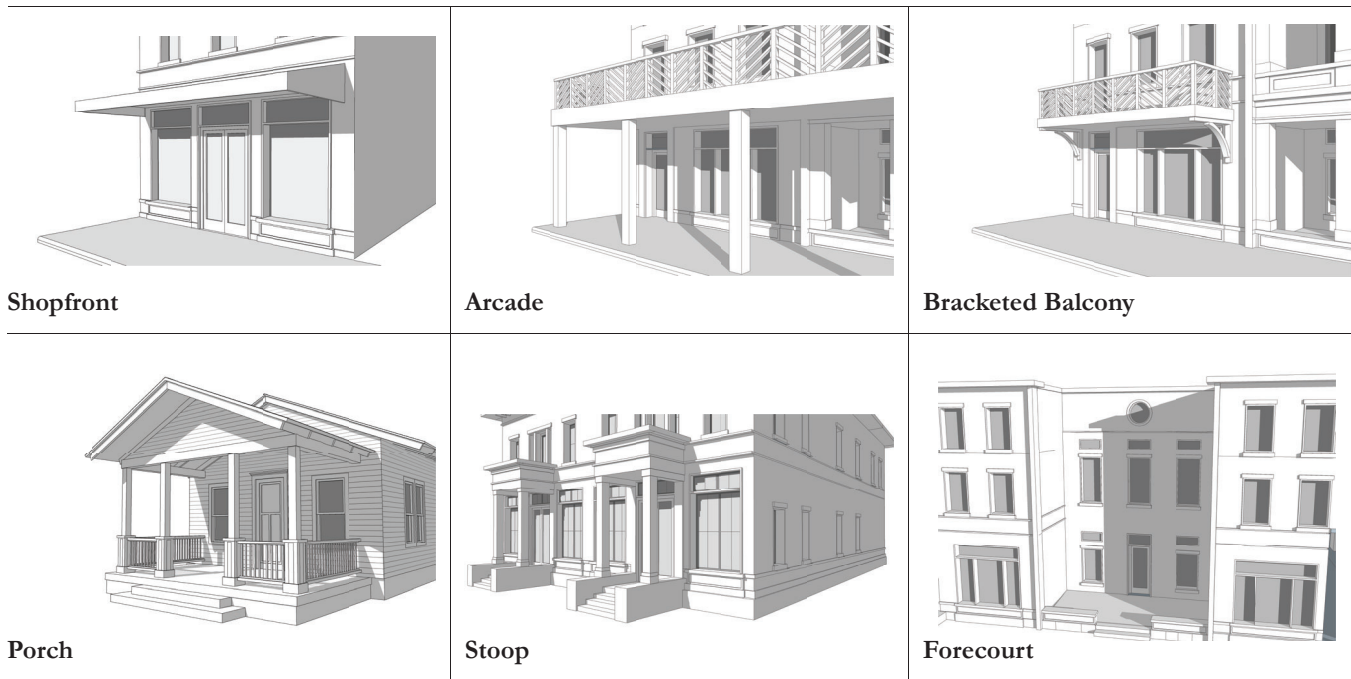 Shopfront
Arcade
Bracketed Balcony
Porch
Stoop
Forecourt